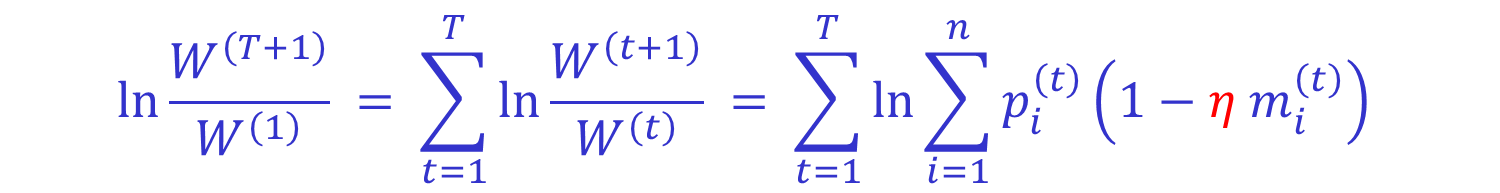 ln W^(T+1) / W^(1) = ∑_{t=1}^{T} ln W^(t+1) / W^(t) = ∑_{t=1}^{T} ln ∑_{i=1}^{n} p_i^(t) (1 − η m_i^(t))